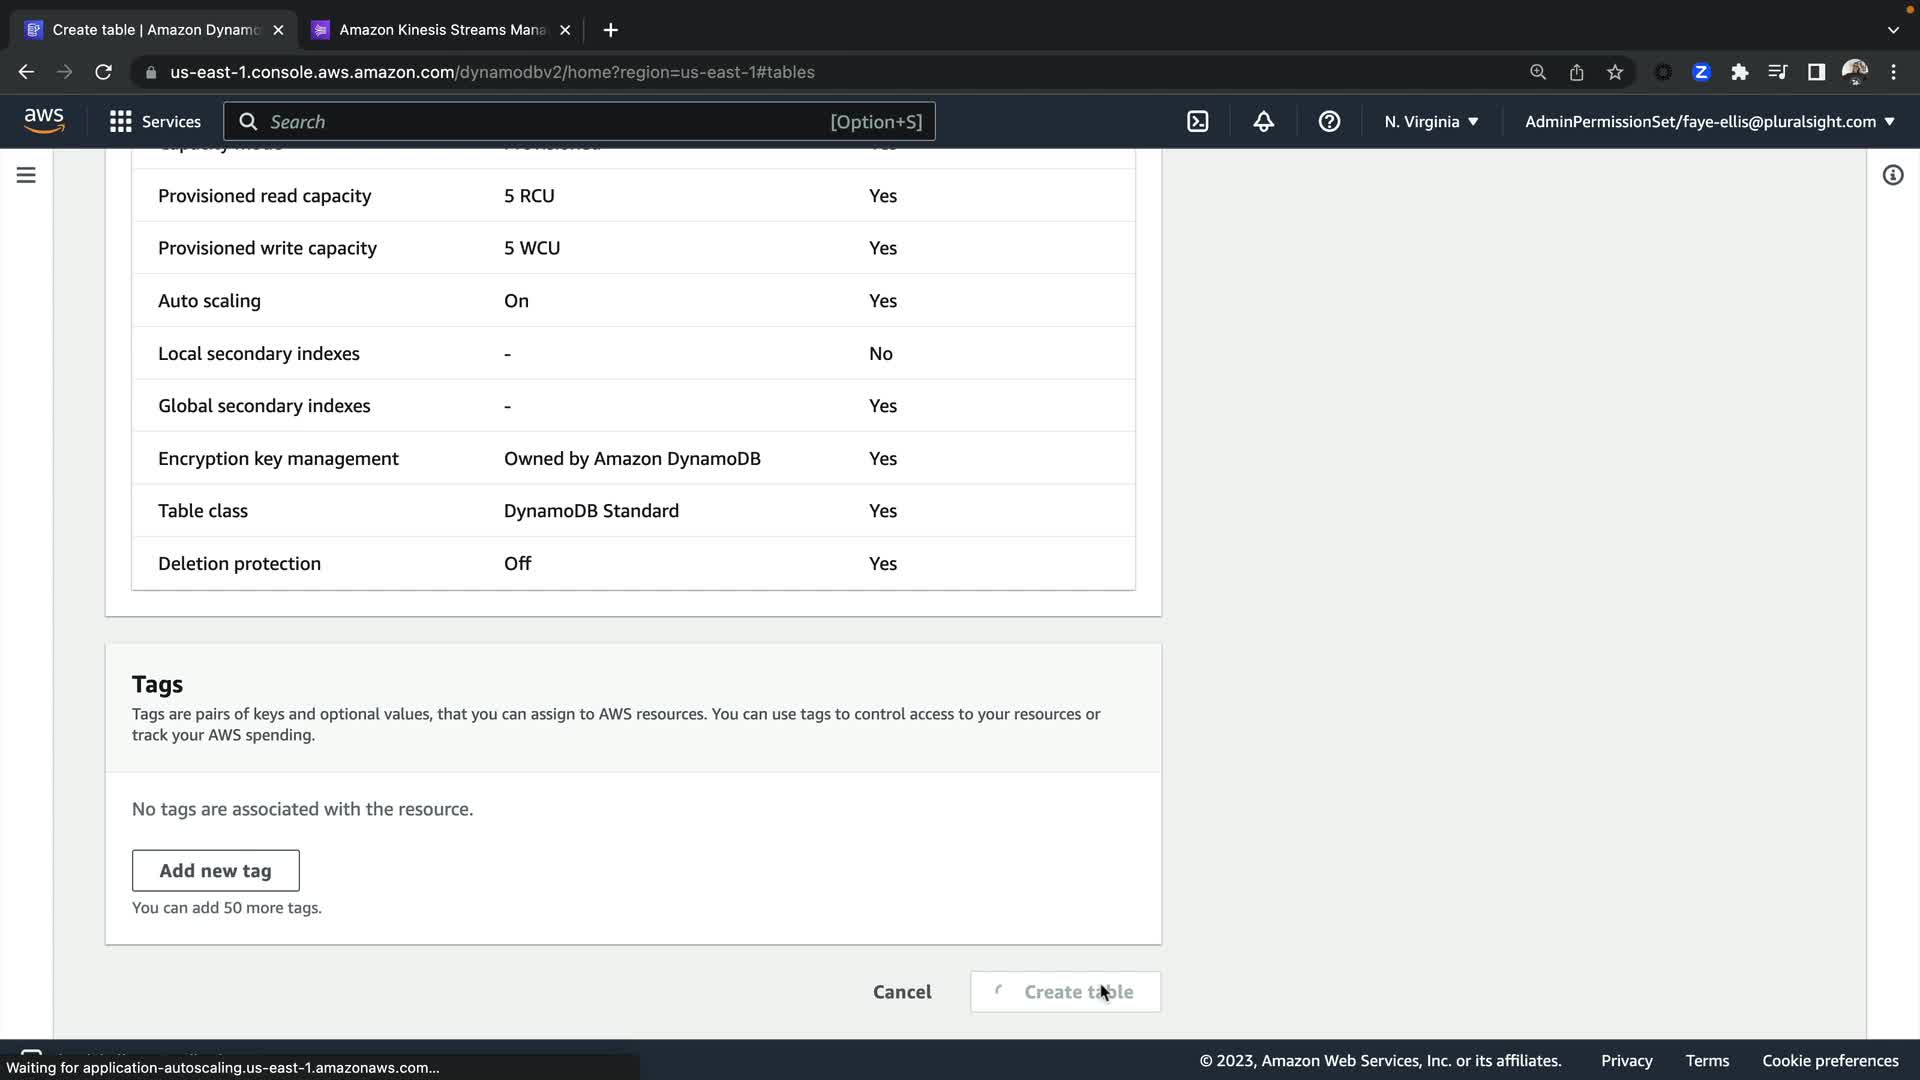 Create table | Amazon Dynamo
Amazon Kinesis Streams Mana
us-east-1.console.aws.amazon.com/dynamodbv2/home?region=us-east-1#tables
aws
Services
Search
[Option+S]
N. Virginia
AdminPermissionSet/faye-ellis@pluralsight.com
Provisioned read capacity 5 RCU Yes
Provisioned write capacity 5 WCU Yes
Auto scaling On Yes
Local secondary indexes - No
Global secondary indexes - Yes
Encryption key management Owned by Amazon DynamoDB Yes
Table class DynamoDB Standard Yes
Deletion protection Off Yes
Tags
Tags are pairs of keys and optional values, that you can assign to AWS resources. You can use tags to control access to your resources or
track your AWS spending.
No tags are associated with the resource.
Add new tag
You can add 50 more tags.
Cancel
Create table
Waiting for application-autoscaling.us-east-1.amazonaws.com...
© 2023, Amazon Web Services, Inc. or its affiliates.
Privacy
Terms
Cookie preferences